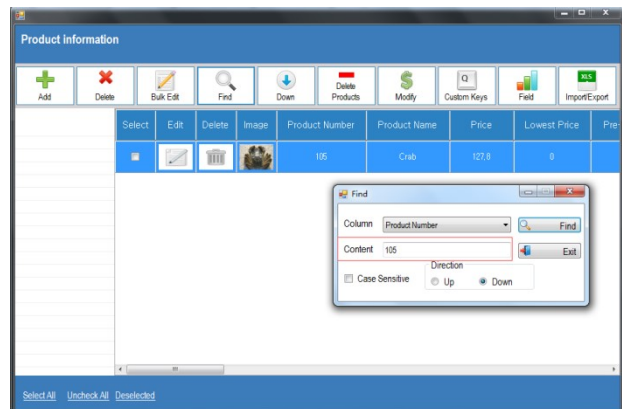 Product information
Add Delete Bulk Edit Find Down Delete Products Modify Q Custom Keys Field XLS Import/Export
Select Edit Delete Image Product Number Product Name Price Lowest Price Pre
105 Crab 127,8 0
Find
Column Product Number Find
Content 105 Exit
Direction
Case Sensitive Up Down
Select All Uncheck All Deselected